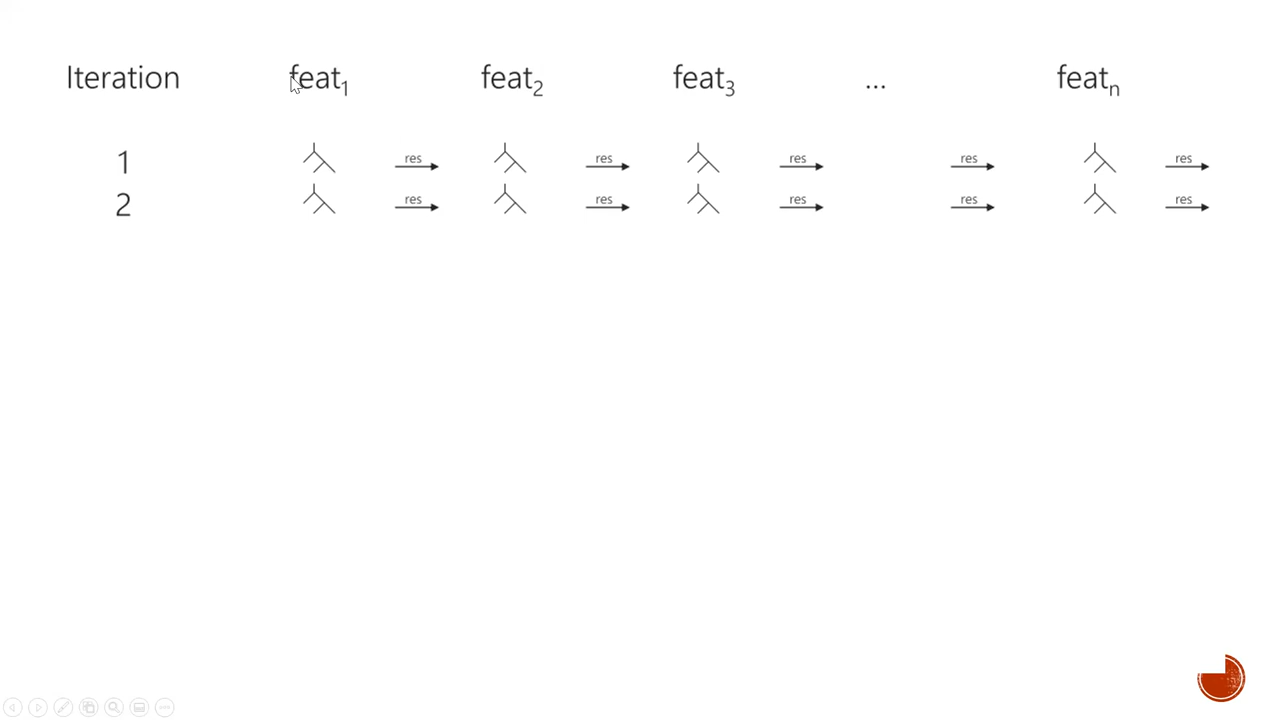 Iteration feat1 feat2 feat3 ... featn
1 res res res res res
2 res res res res res